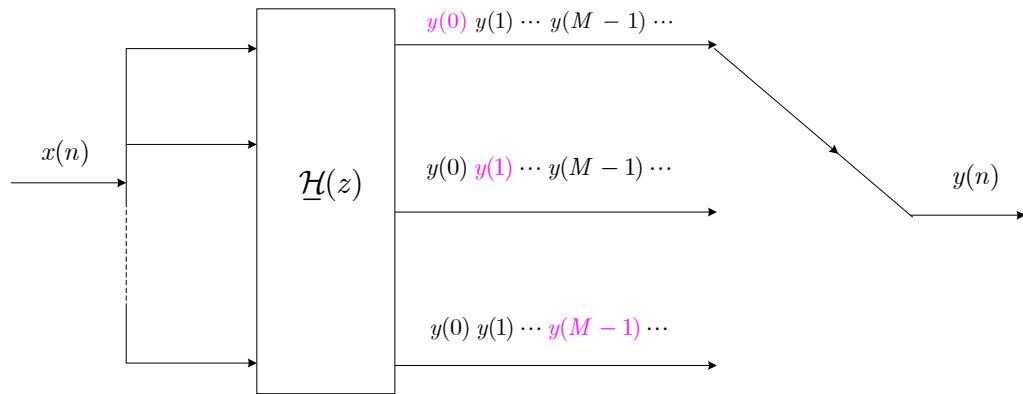 y(0) y(1) ⋯ y(M − 1) ⋯
x(n)
y(0) y(1) ⋯ y(M − 1) ⋯
ℋ(z)
y(n)
y(0) y(1) ⋯ y(M − 1) ⋯